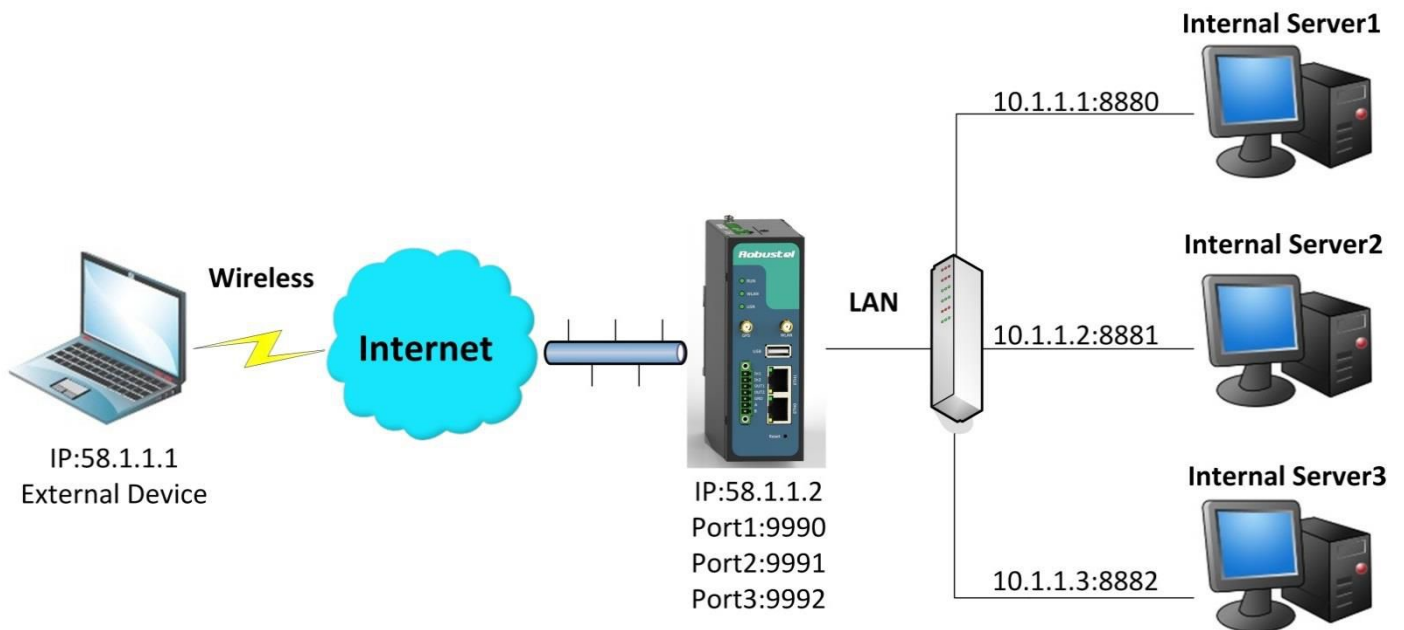 Internal Server1
10.1.1.1:8880
Wireless
Internet
Robustel
LAN
USB
Reset
Internal Server2
10.1.1.2:8881
IP:58.1.1.1
External Device
IP:58.1.1.2
Port1:9990
Port2:9991
Port3:9992
Internal Server3
10.1.1.3:8882